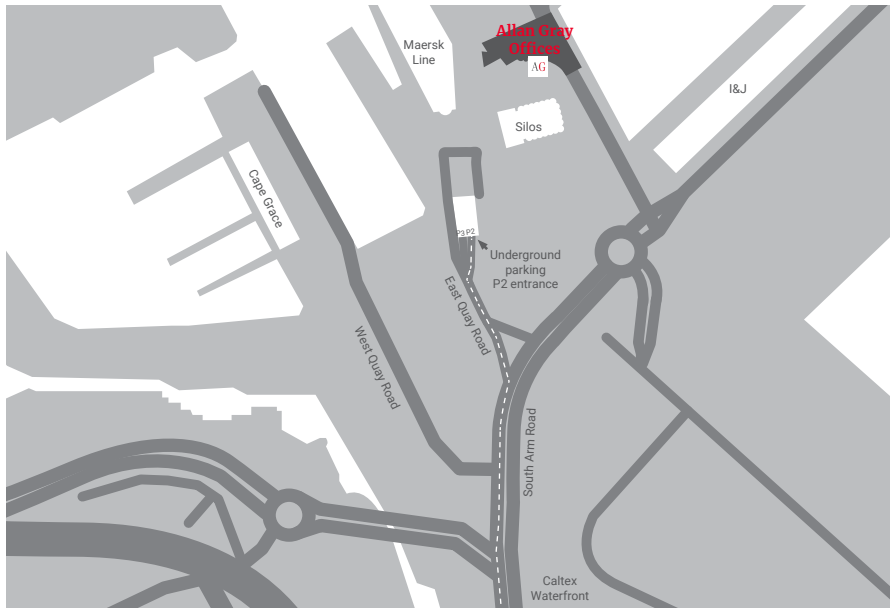 Allan Gray
Offices
AG
Maersk
Line
I&J
Silos
Cape Grace
P3 P2
Underground
parking
P2 entrance
East Quay Road
West Quay Road
South Arm Road
Caltex
Waterfront